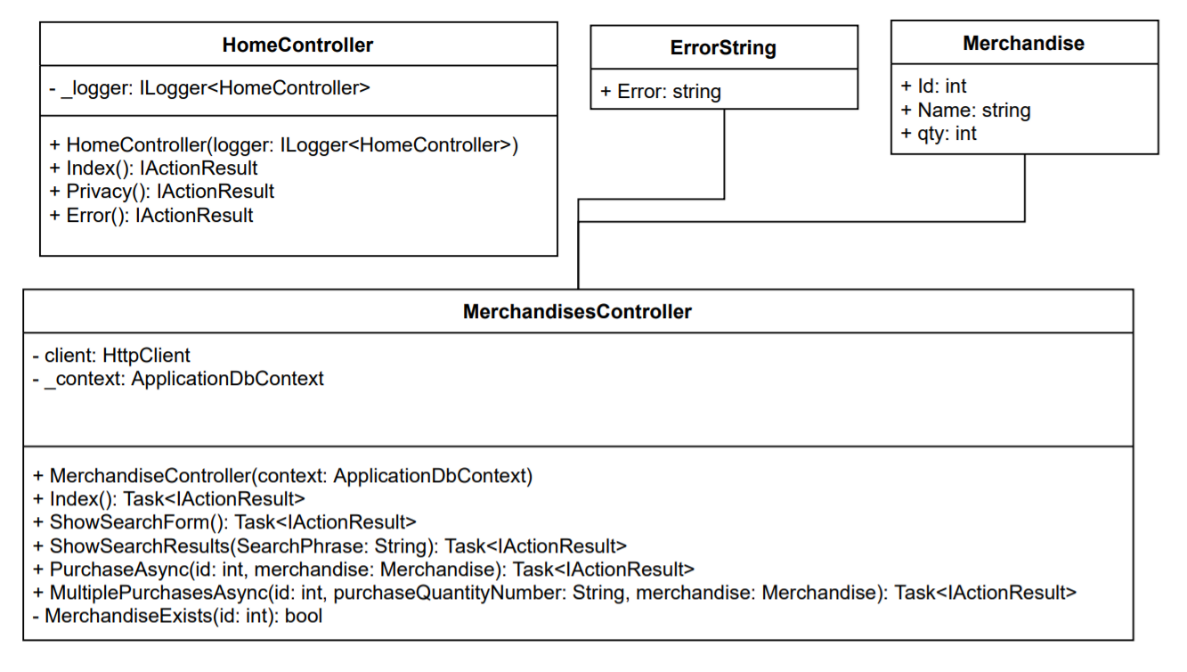 HomeController
- _logger: ILogger<HomeController>
+ HomeController(logger: ILogger<HomeController>)
+ Index(): IActionResult
+ Privacy(): IActionResult
+ Error(): IActionResult
ErrorString
+ Error: string
Merchandise
+ Id: int
+ Name: string
+ qty: int
MerchandisesController
- client: HttpClient
- _context: ApplicationDbContext
+ MerchandiseController(context: ApplicationDbContext)
+ Index(): Task<IActionResult>
+ ShowSearchForm(): Task<IActionResult>
+ ShowSearchResults(SearchPhrase: String): Task<IActionResult>
+ PurchaseAsync(id: int, merchandise: Merchandise): Task<IActionResult>
+ MultiplePurchasesAsync(id: int, purchaseQuantityNumber: String, merchandise: Merchandise): Task<IActionResult>
- MerchandiseExists(id: int): bool